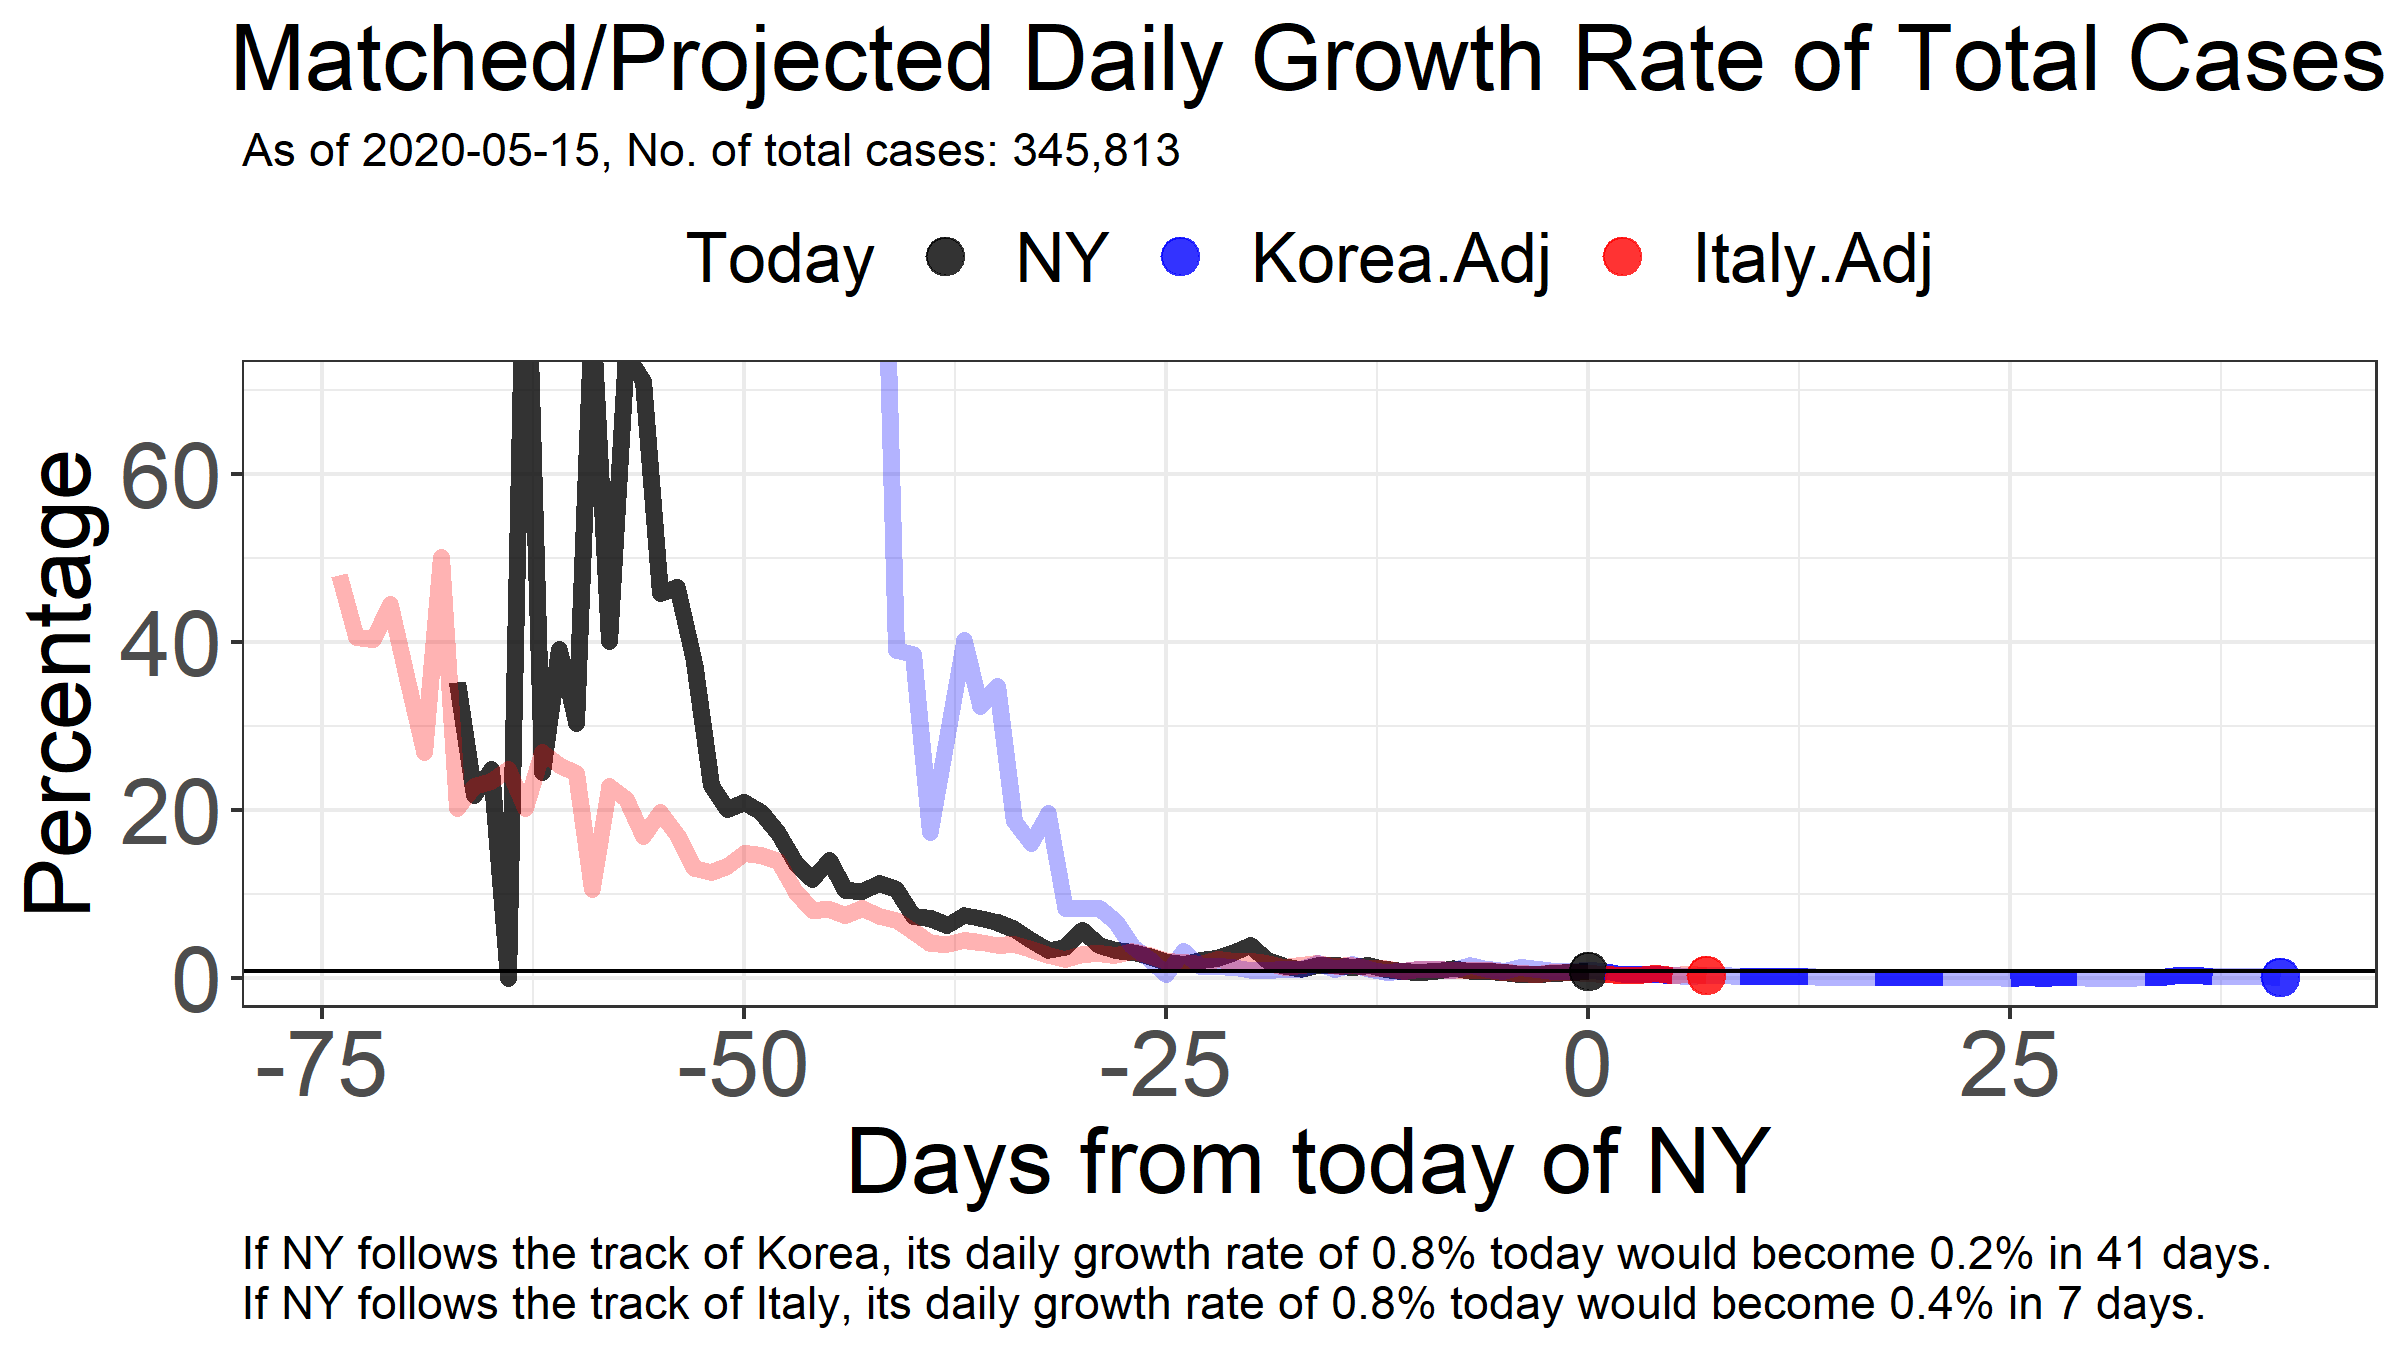 Matched/Projected Daily Growth Rate of Total Cases
As of 2020-05-15, No. of total cases: 345,813
Today NY Korea.Adj Italy.Adj
Percentage
60
40
20
0
-75 -50 -25 0 25
Days from today of NY
If NY follows the track of Korea, its daily growth rate of 0.8% today would become 0.2% in 41 days.
If NY follows the track of Italy, its daily growth rate of 0.8% today would become 0.4% in 7 days.